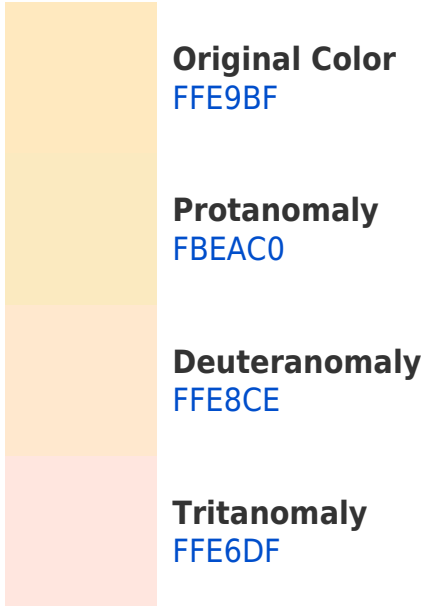 Original Color
FFE9BF
Protanomaly
FBEAC0
Deuteranomaly
FFE8CE
Tritanomaly
FFE6DF